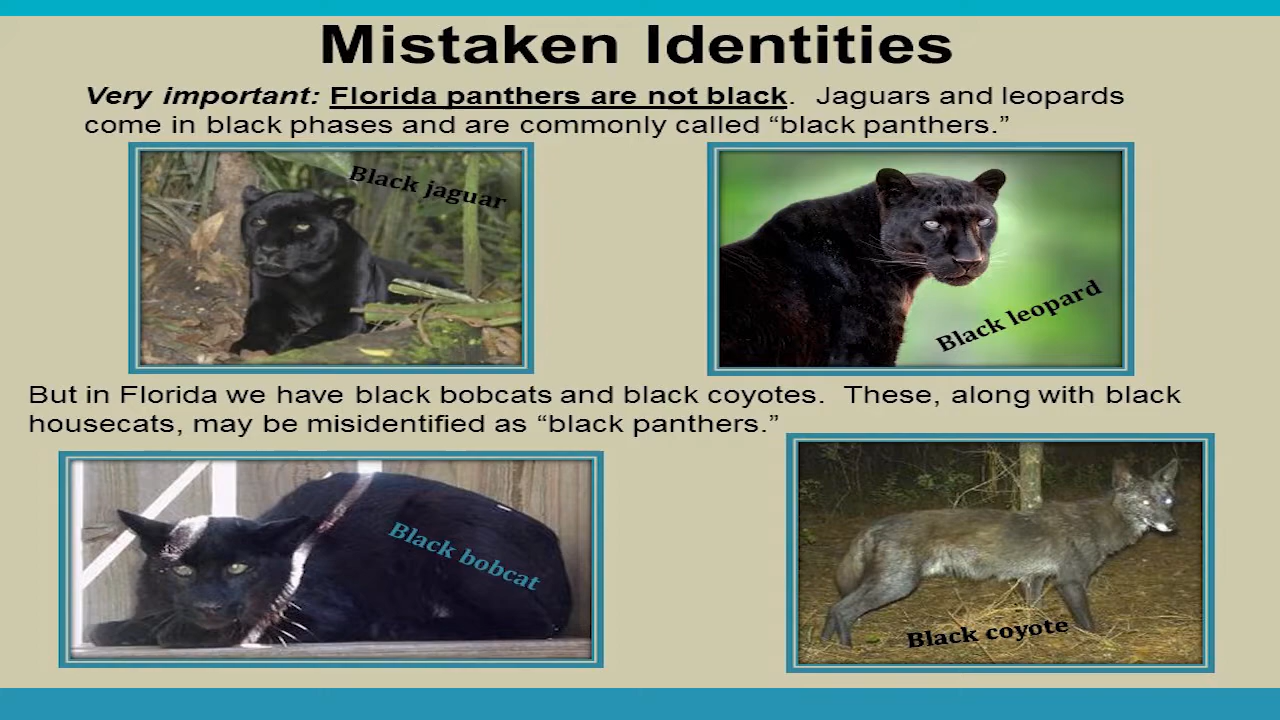 Mistaken Identities
Very important: Florida panthers are not black. Jaguars and leopards
come in black phases and are commonly called “black panthers.”
Black jaguar
Black leopard
But in Florida we have black bobcats and black coyotes. These, along with black
housecats, may be misidentified as “black panthers.”
Black bobcat
Black coyote